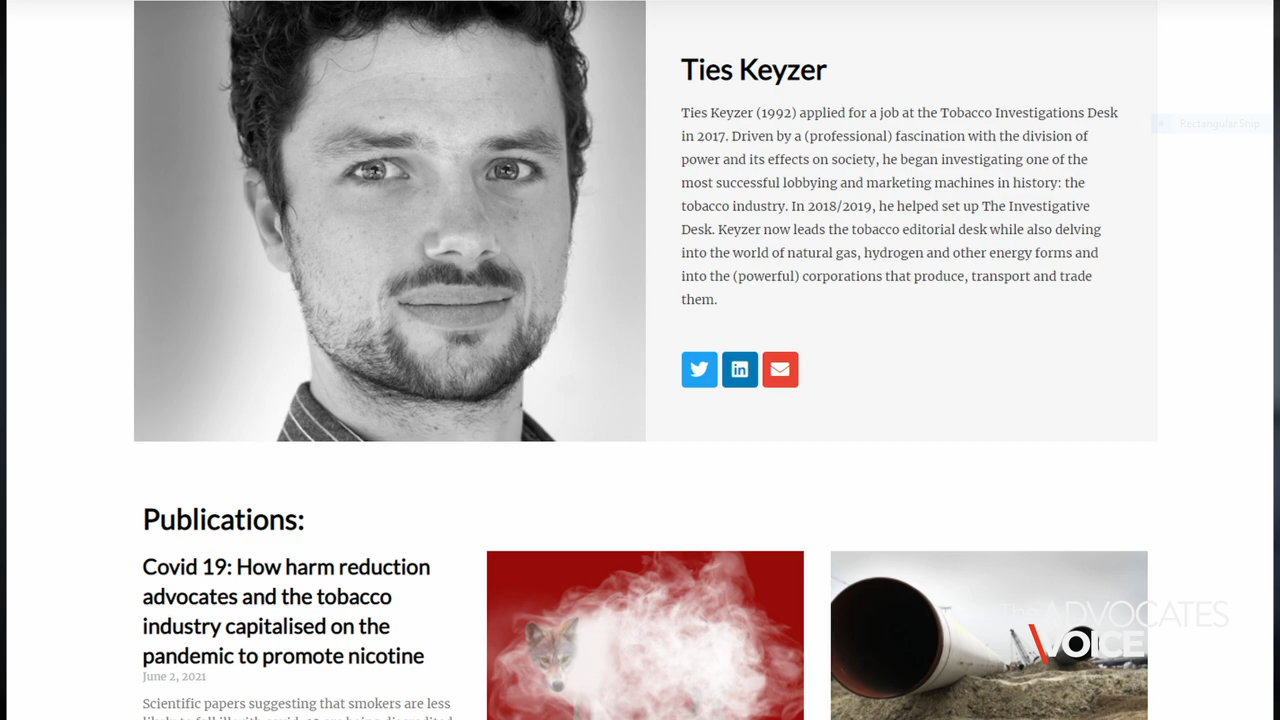 Ties Keyzer
Ties Keyzer (1992) applied for a job at the Tobacco Investigations Desk
in 2017. Driven by a (professional) fascination with the division of
power and its effects on society, he began investigating one of the
most successful lobbying and marketing machines in history: the
tobacco industry. In 2018/2019, he helped set up The Investigative
Desk. Keyzer now leads the tobacco editorial desk while also delving
into the world of natural gas, hydrogen and other energy forms and
into the (powerful) corporations that produce, transport and trade
them.
Rectangular Snip
in
Publications:
Covid 19: How harm reduction
advocates and the tobacco
industry capitalised on the
pandemic to promote nicotine
June 2, 2021
Scientific papers suggesting that smokers are less
THE ADVOCATES
VOICE